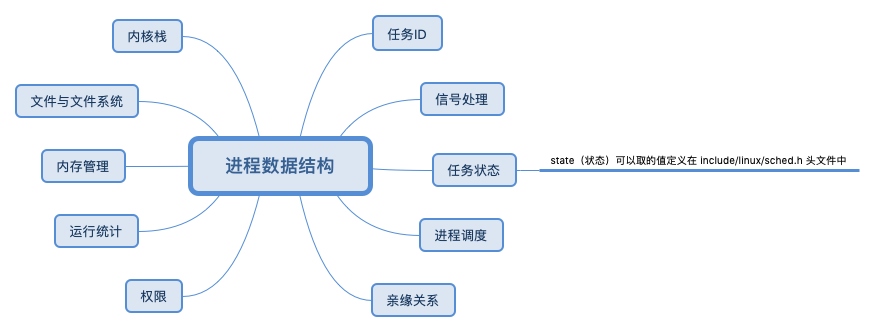 内核栈
任务ID
文件与文件系统
信号处理
内存管理
进程数据结构
任务状态
state（状态）可以取的值定义在 include/linux/sched.h 头文件中
运行统计
进程调度
权限
亲缘关系